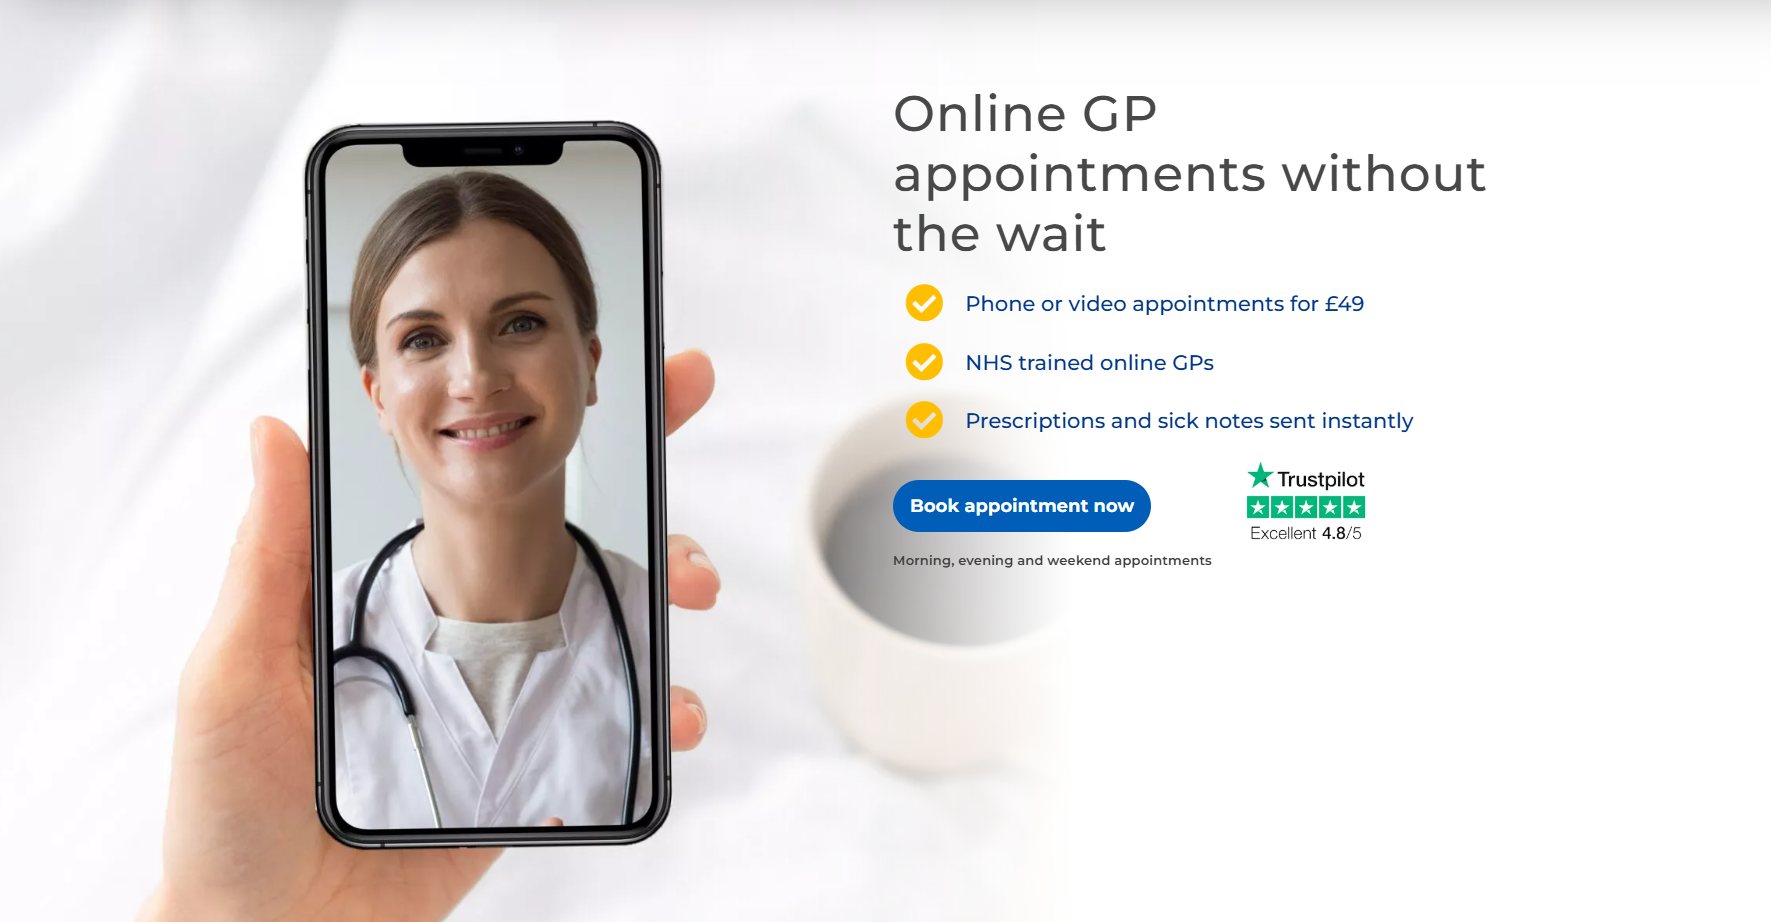 Online GP
appointments without
the wait
Phone or video appointments for £49
NHS trained online GPs
Prescriptions and sick notes sent instantly
Book appointment now
Trustpilot
Excellent 4.8/5
Morning, evening and weekend appointments